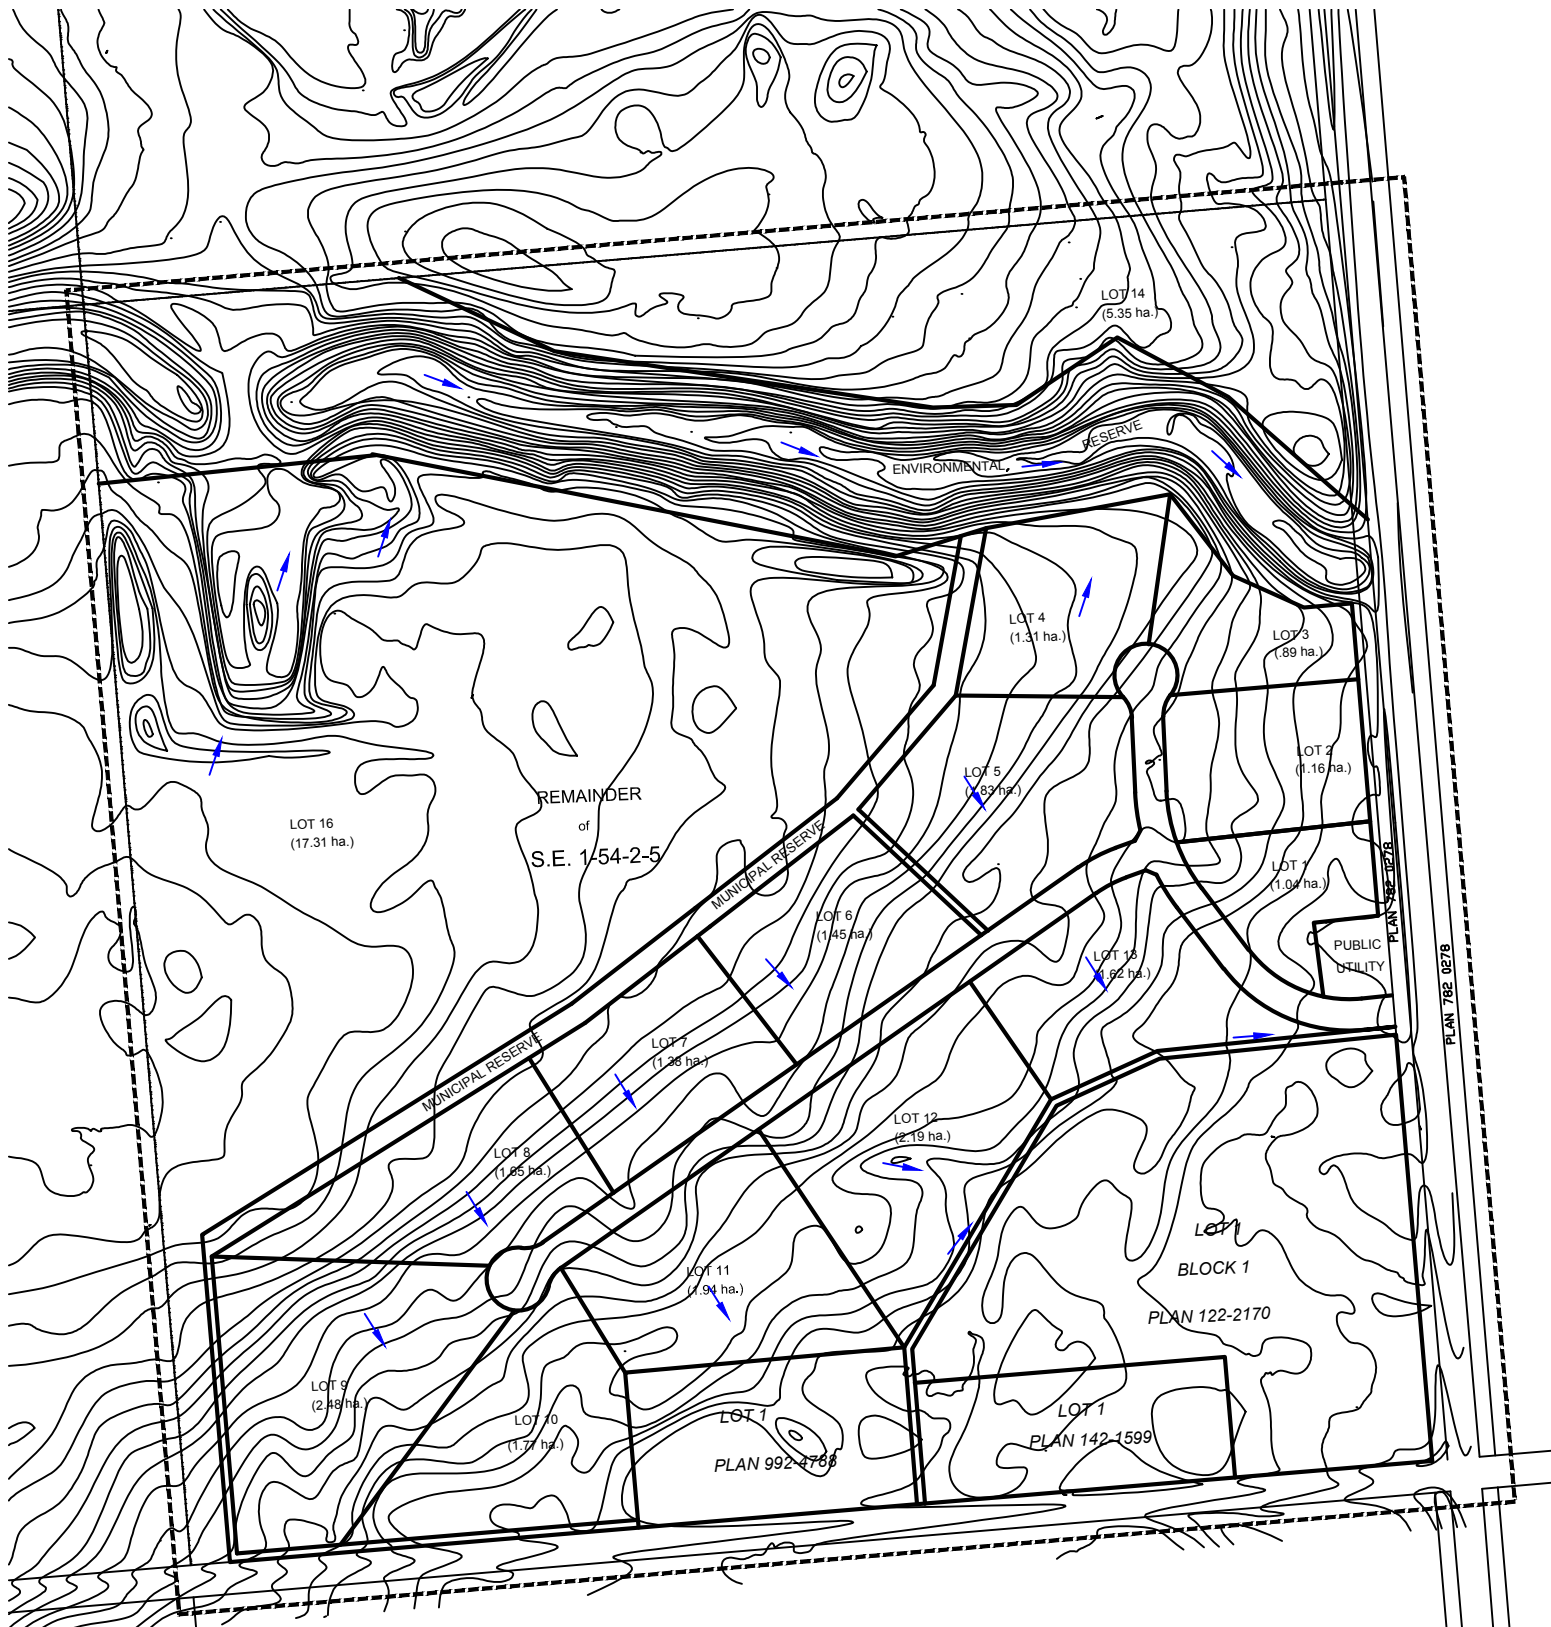 LOT 14
(5.35 ha.)
RESERVE
ENVIRONMENTAL
LOT 4
(1.31 ha.)
LOT 3
(.89 ha.)
LOT 2
(1.16 ha.)
LOT 5
(1.83 ha.)
REMAINDER
of
S.E. 1-54-2-5
LOT 16
(17.31 ha.)
MUNICIPAL RESERVE
LOT 1
(1.04 ha.)
PLAN 782 0278
PLAN 782 0278
LOT 6
(1.45 ha.)
PUBLIC
UTILITY
LOT 13
(1.62 ha.)
LOT 7
(1.38 ha.)
MUNICIPAL RESERVE
LOT 12
(2.19 ha.)
LOT 8
(1.65 ha.)
LOT 1
BLOCK 1
PLAN 122-2170
LOT 11
(1.94 ha.)
LOT 9
(2.48 ha.)
LOT 10
(1.77 ha.)
LOT 1
PLAN 992-4788
LOT 1
PLAN 142-1599